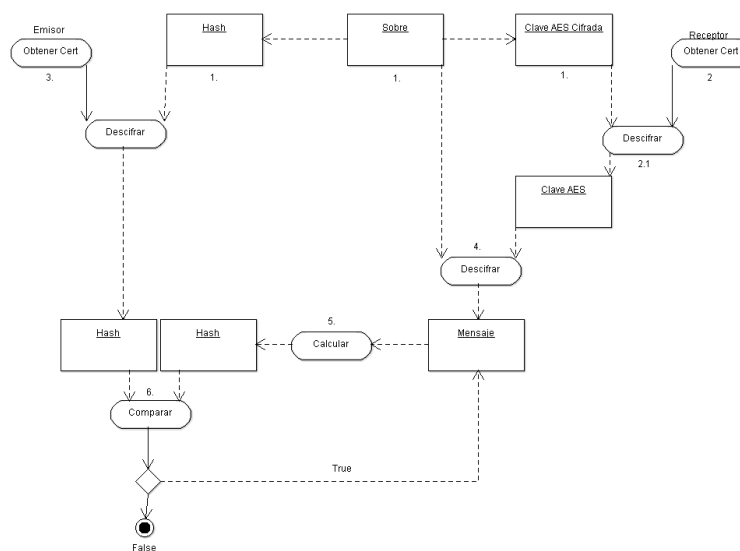 Emisor
Obtener Cert
3.
Hash
1.
Sobre
1.
Clave AES Cifrada
1.
Receptor
Obtener Cert
2
Descifrar
Descifrar
2.1
Clave AES
4.
Descifrar
Hash
Hash
5.
Calcular
Mensaje
6.
Comparar
True
False